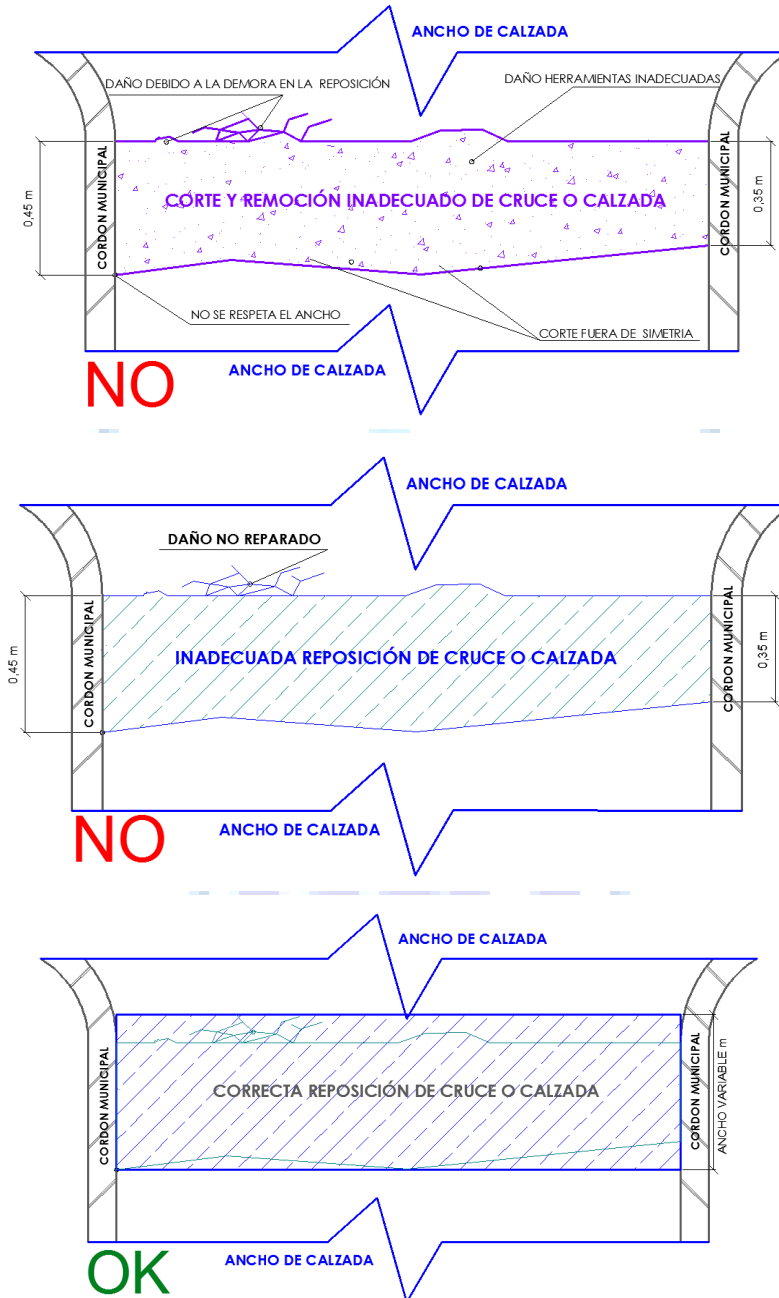 ANCHO DE CALZADA
DAÑO DEBIDO A LA DEMORA EN LA REPOSICIÓN
DAÑO HERRAMIENTAS INADECUADAS
0,45 m
CORDON MUNICIPAL
CORTE Y REMOCIÓN INADECUADO DE CRUCE O CALZADA
CORDON MUNICIPAL
0,35 m
NO SE RESPETA EL ANCHO
CORTE FUERA DE SIMETRIA
ANCHO DE CALZADA
NO
ANCHO DE CALZADA
DAÑO NO REPARADO
0,45 m
CORDON MUNICIPAL
INADECUADA REPOSICIÓN DE CRUCE O CALZADA
CORDON MUNICIPAL
0,35 m
ANCHO DE CALZADA
NO
ANCHO DE CALZADA
CORDON MUNICIPAL
CORRECTA REPOSICIÓN DE CRUCE O CALZADA
CORDON MUNICIPAL
ANCHO VARIABLE m
ANCHO DE CALZADA
OK